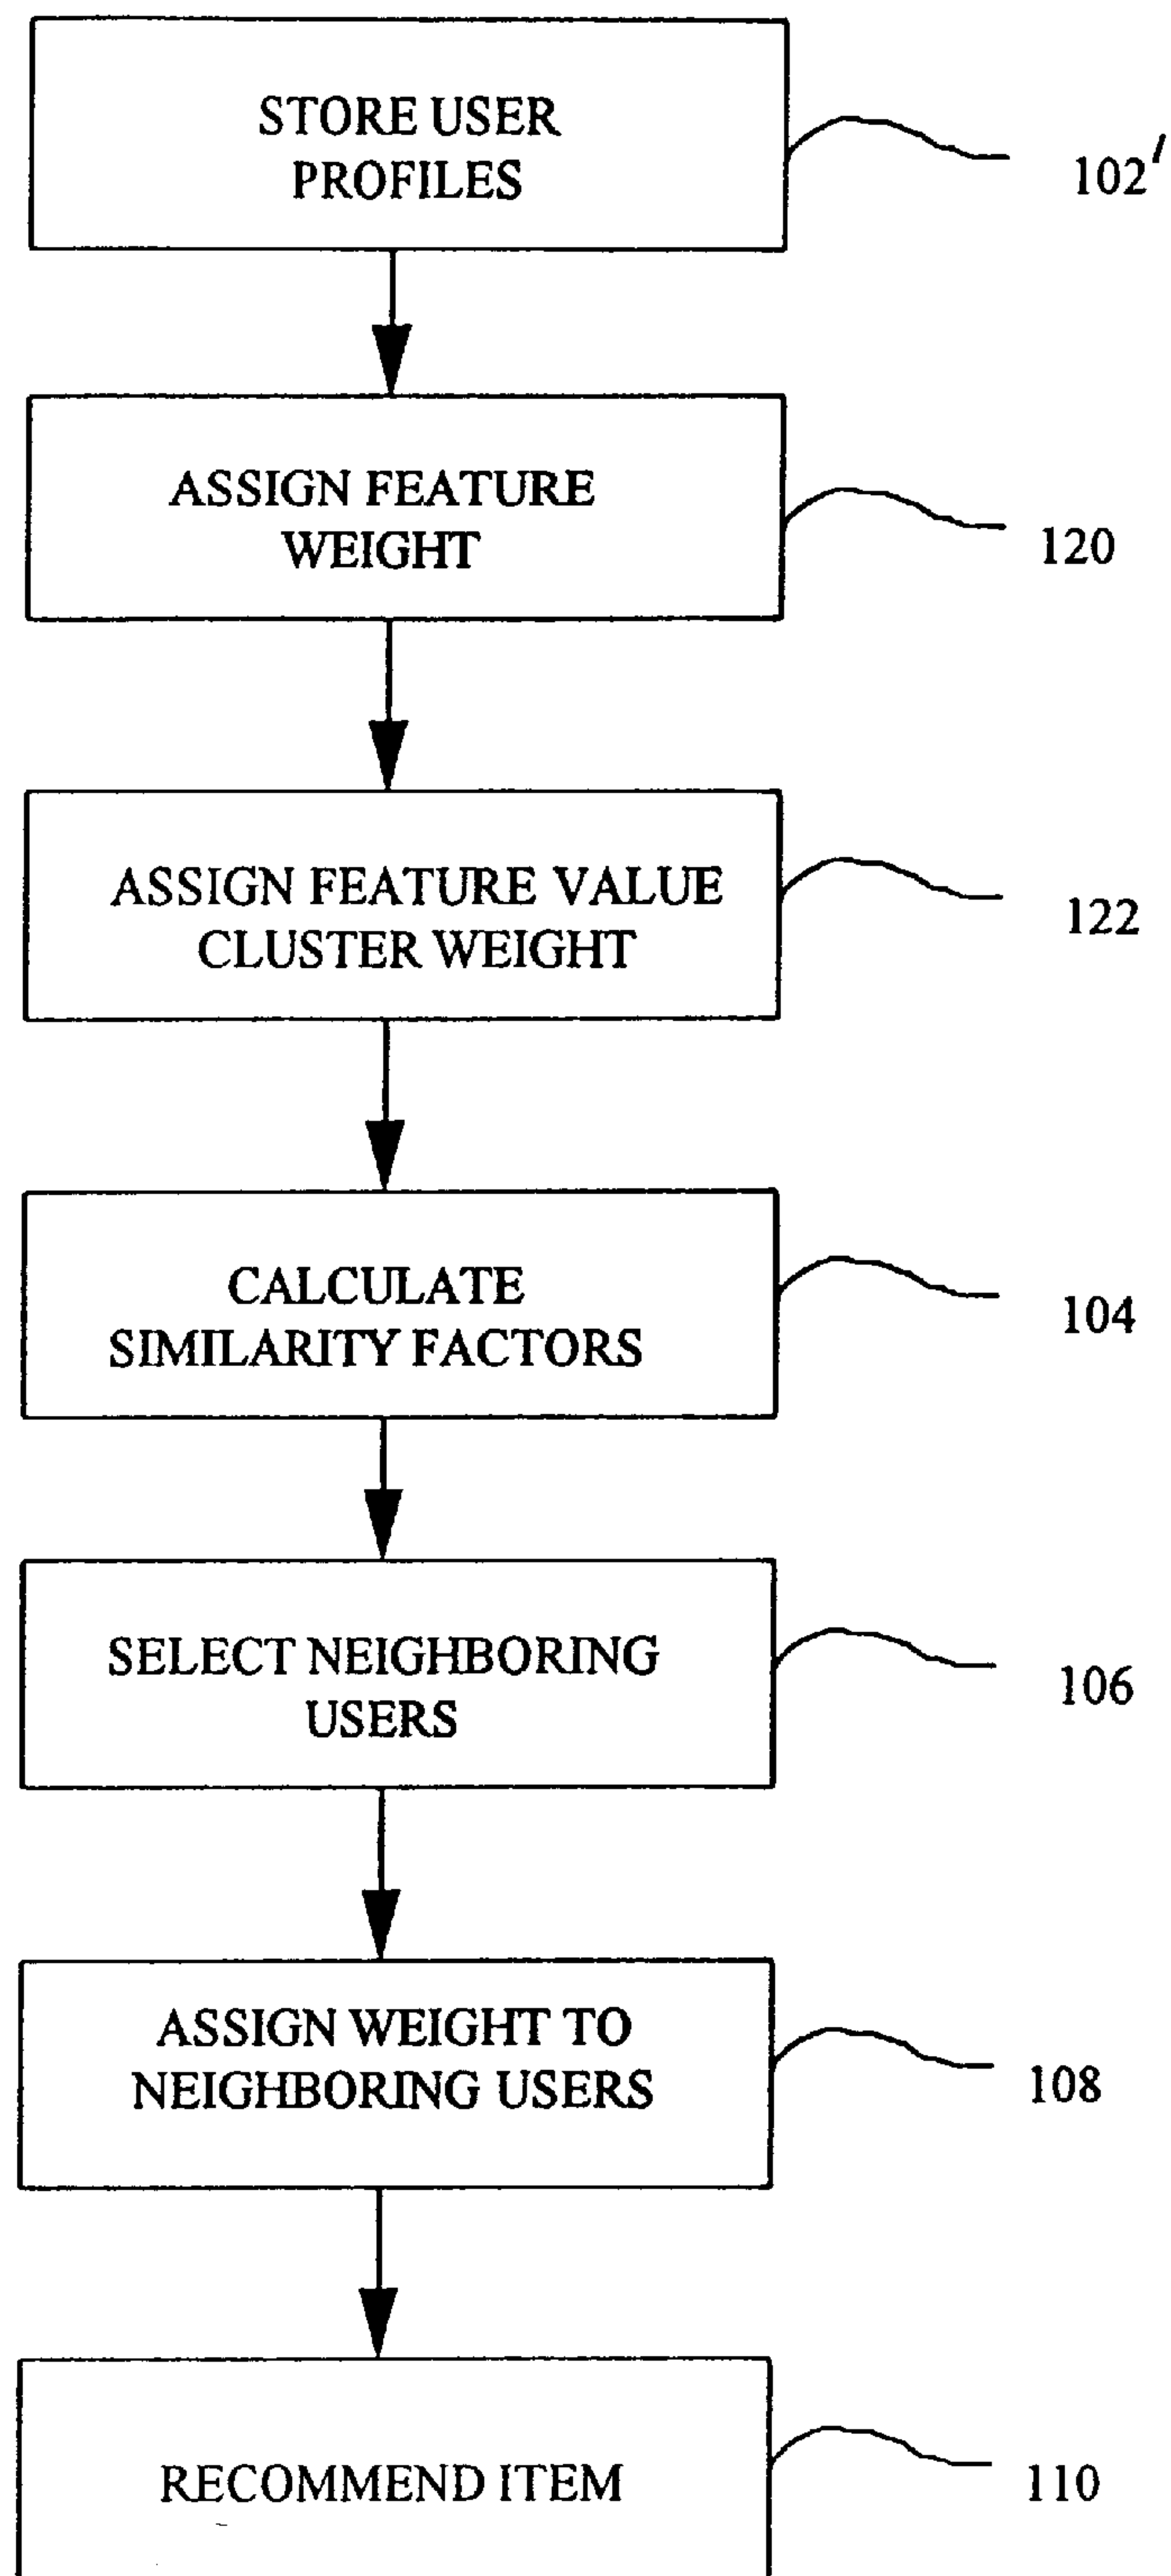 STORE USER
PROFILES
102'
ASSIGN FEATURE
WEIGHT
120
ASSIGN FEATURE VALUE
CLUSTER WEIGHT
122
CALCULATE
SIMILARITY FACTORS
104
SELECT NEIGHBORING
USERS
106
ASSIGN WEIGHT TO
NEIGHBORING USERS
108
RECOMMEND ITEM
110